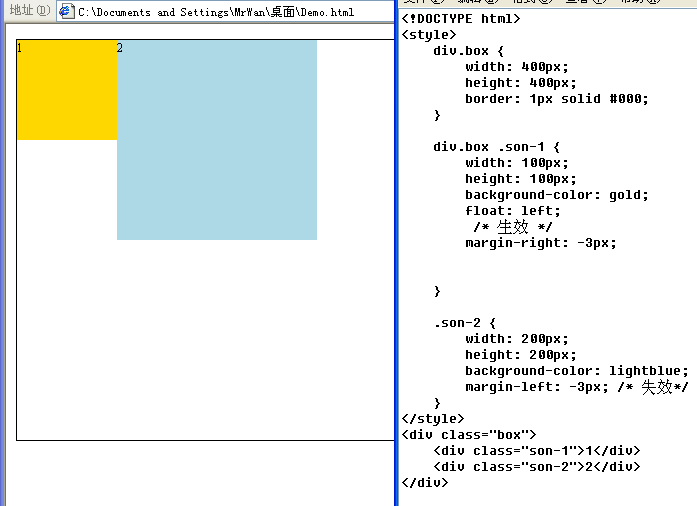 地址(D) C:\Documents and Settings\MrWan\桌面\Demo.html
1 2
<!DOCTYPE html>
<style>
div.box {
width: 400px;
height: 400px;
border: 1px solid #000;
}
div.box .son-1 {
width: 100px;
height: 100px;
background-color: gold;
float: left;
/* 生效 */
margin-right: -3px;
}
.son-2 {
width: 200px;
height: 200px;
background-color: lightblue;
margin-left: -3px; /* 失效*/
}
</style>
<div class="box">
<div class="son-1">1</div>
<div class="son-2">2</div>
</div>